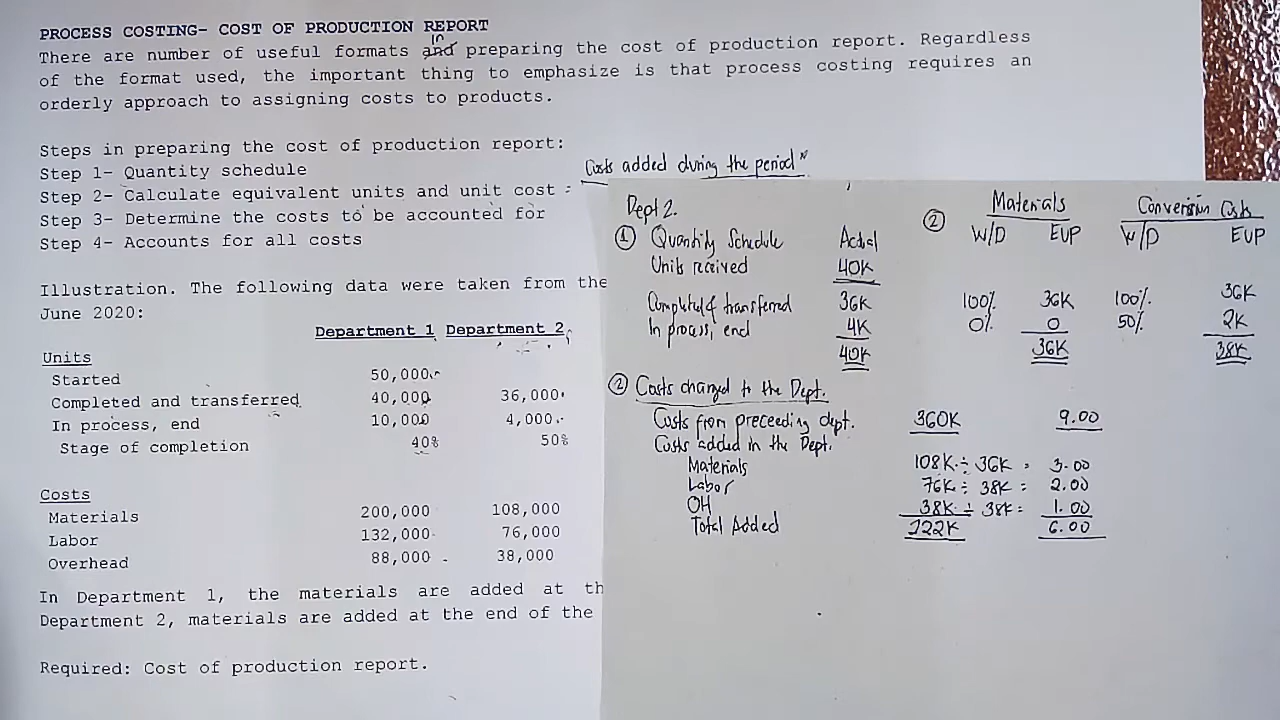 PROCESS COSTING- COST OF PRODUCTION REPORT
There are number of useful formats and in preparing the cost of production report. Regardless
of the format used, the important thing to emphasize is that process costing requires an
orderly approach to assigning costs to products.
Steps in preparing the cost of production report:
Step 1- Quantity schedule
Step 2- Calculate equivalent units and unit cost :
Step 3- Determine the costs to be accounted for
Step 4- Accounts for all costs
Illustration. The following data were taken from the
June 2020:
Department 1 Department 2
Units
Started 50,000
Completed and transferred 40,000 36,000
In process, end 10,000 4,000
Stage of completion 40% 50%
Costs
Materials 200,000 108,000
Labor 132,000 76,000
Overhead 88,000 38,000
In Department 1, the materials are added at th
Department 2, materials are added at the end of the
Required: Cost of production report.
Costs added during the period"
Dept 2.
② Materials Conversion Costs
① Quantity Schedule Actual W/D EUP W/D EUP
Units received 40K
Completed & transferred 36K 100% 36K 100% 36K
In process, end 4K 0% 0 50% 2K
40K 36K 38K
② Costs charged to the Dept.
Costs from preceeding dept. 360K 9.00
Costs added in the Dept.
Materials 108K ÷ 36K = 3.00
Labor 76K ÷ 38K = 2.00
OH 38K ÷ 38K = 1.00
Total Added 222K 6.00